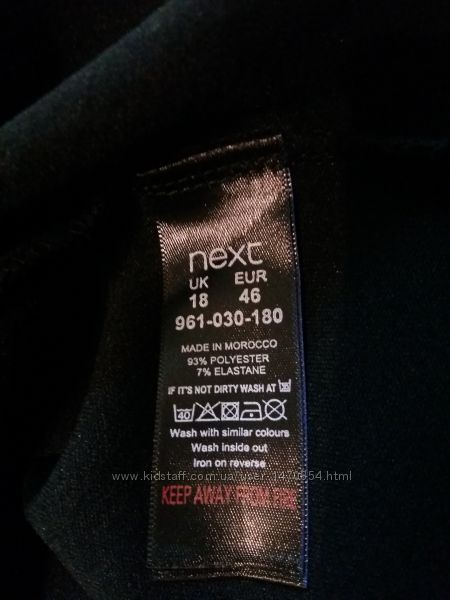 next
UK EUR
18 46
961-030-180
MADE IN MOROCCO
93% POLYESTER
7% ELASTANE
IF IT'S NOT DIRTY WASH AT
40
Wash with similar colours
Wash inside out
Iron on reverse
KEEP AWAY FROM FIRE